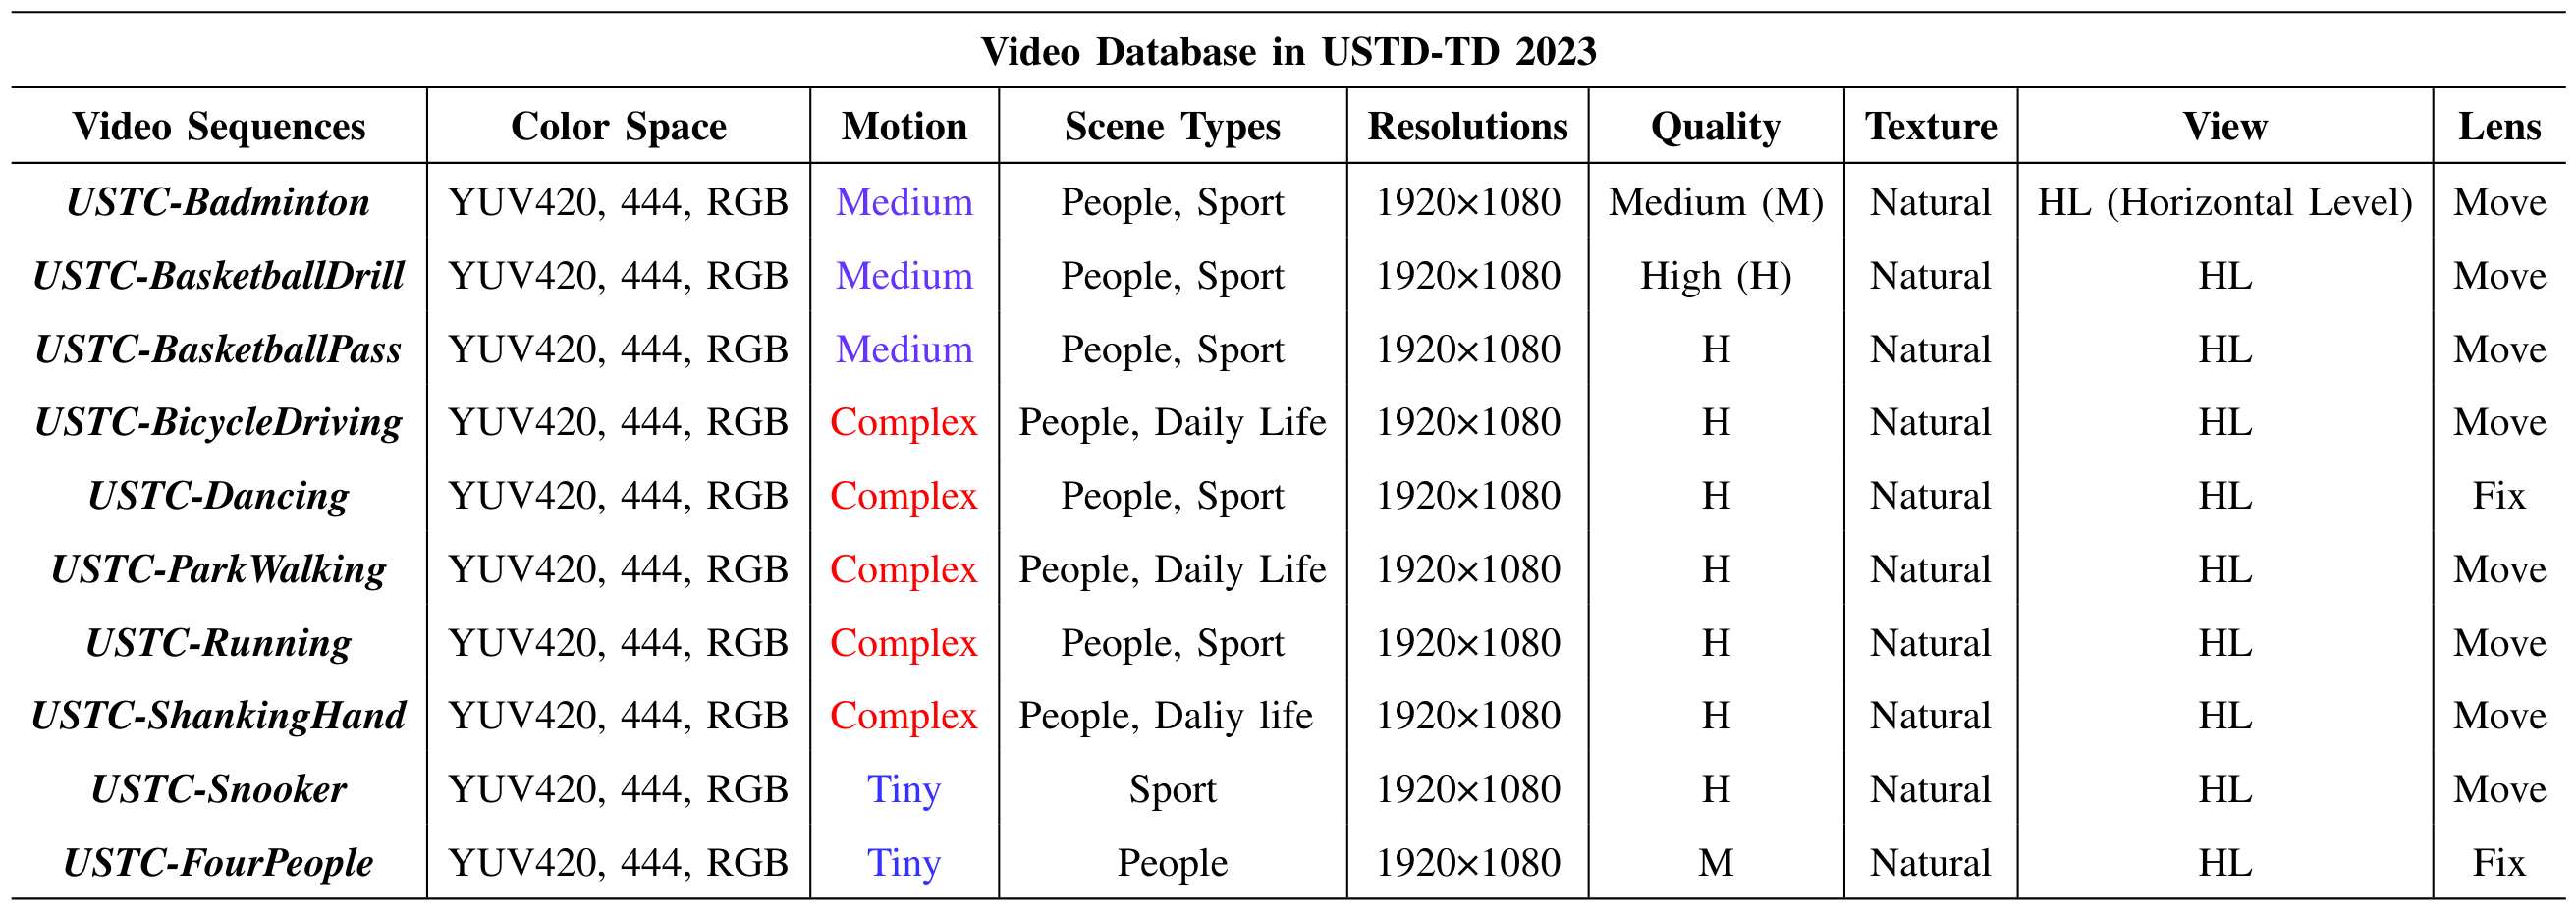 Video Database in USTD-TD 2023
Video Sequences Color Space Motion Scene Types Resolutions Quality Texture View Lens
USTC-Badminton YUV420, 444, RGB Medium People, Sport 1920×1080 Medium (M) Natural HL (Horizontal Level) Move
USTC-BasketballDrill YUV420, 444, RGB Medium People, Sport 1920×1080 High (H) Natural HL Move
USTC-BasketballPass YUV420, 444, RGB Medium People, Sport 1920×1080 H Natural HL Move
USTC-BicycleDriving YUV420, 444, RGB Complex People, Daily Life 1920×1080 H Natural HL Move
USTC-Dancing YUV420, 444, RGB Complex People, Sport 1920×1080 H Natural HL Fix
USTC-ParkWalking YUV420, 444, RGB Complex People, Daily Life 1920×1080 H Natural HL Move
USTC-Running YUV420, 444, RGB Complex People, Sport 1920×1080 H Natural HL Move
USTC-ShankingHand YUV420, 444, RGB Complex People, Daliy life 1920×1080 H Natural HL Move
USTC-Snooker YUV420, 444, RGB Tiny Sport 1920×1080 H Natural HL Move
USTC-FourPeople YUV420, 444, RGB Tiny People 1920×1080 M Natural HL Fix